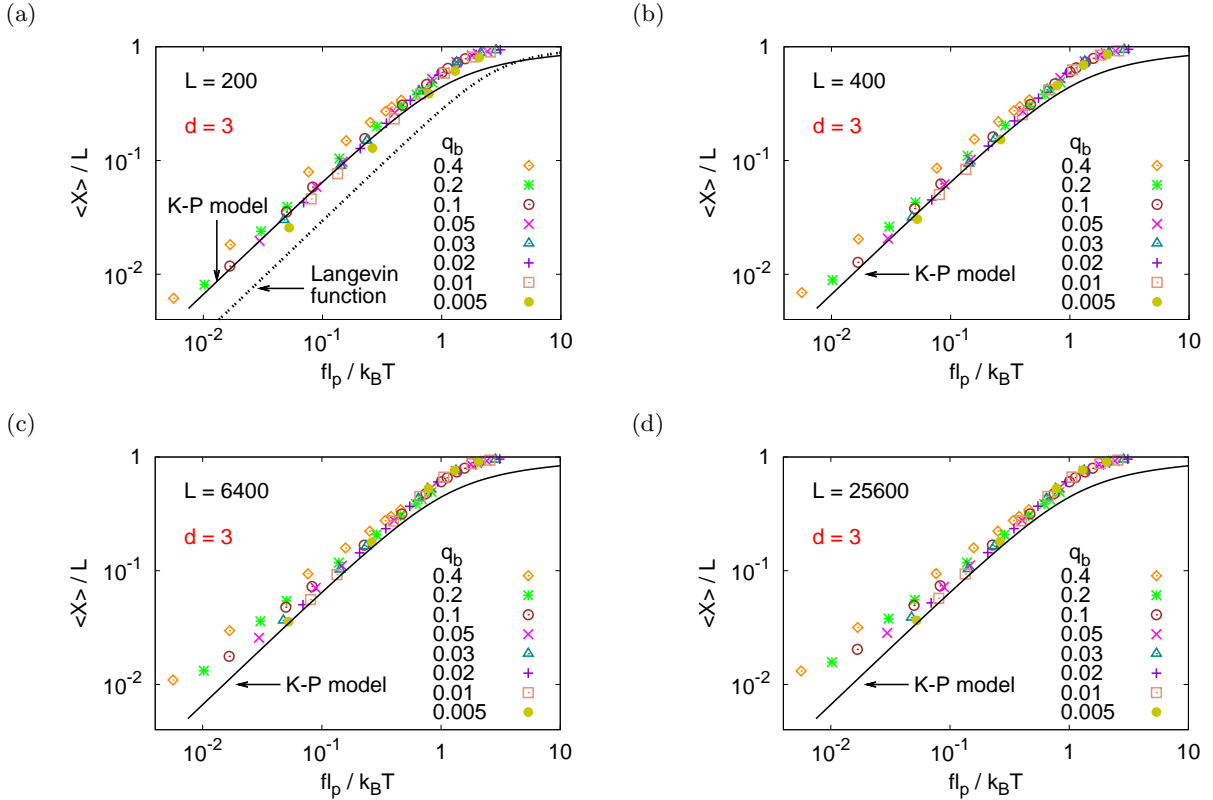 (a)
1
10⁻¹
10⁻²
<X> / L
L = 200
d = 3
K-P model
Langevin
function
q_b
0.4
0.2
0.1
0.05
0.03
0.02
0.01
0.005
10⁻²
10⁻¹
1
10
fl_p / k_BT
(b)
1
10⁻¹
10⁻²
<X> / L
L = 400
d = 3
K-P model
q_b
0.4
0.2
0.1
0.05
0.03
0.02
0.01
0.005
10⁻²
10⁻¹
1
10
fl_p / k_BT
(c)
1
10⁻¹
10⁻²
<X> / L
L = 6400
d = 3
K-P model
q_b
0.4
0.2
0.1
0.05
0.03
0.02
0.01
0.005
10⁻²
10⁻¹
1
10
fl_p / k_BT
(d)
1
10⁻¹
10⁻²
<X> / L
L = 25600
d = 3
K-P model
q_b
0.4
0.2
0.1
0.05
0.03
0.02
0.01
0.005
10⁻²
10⁻¹
1
10
fl_p / k_BT